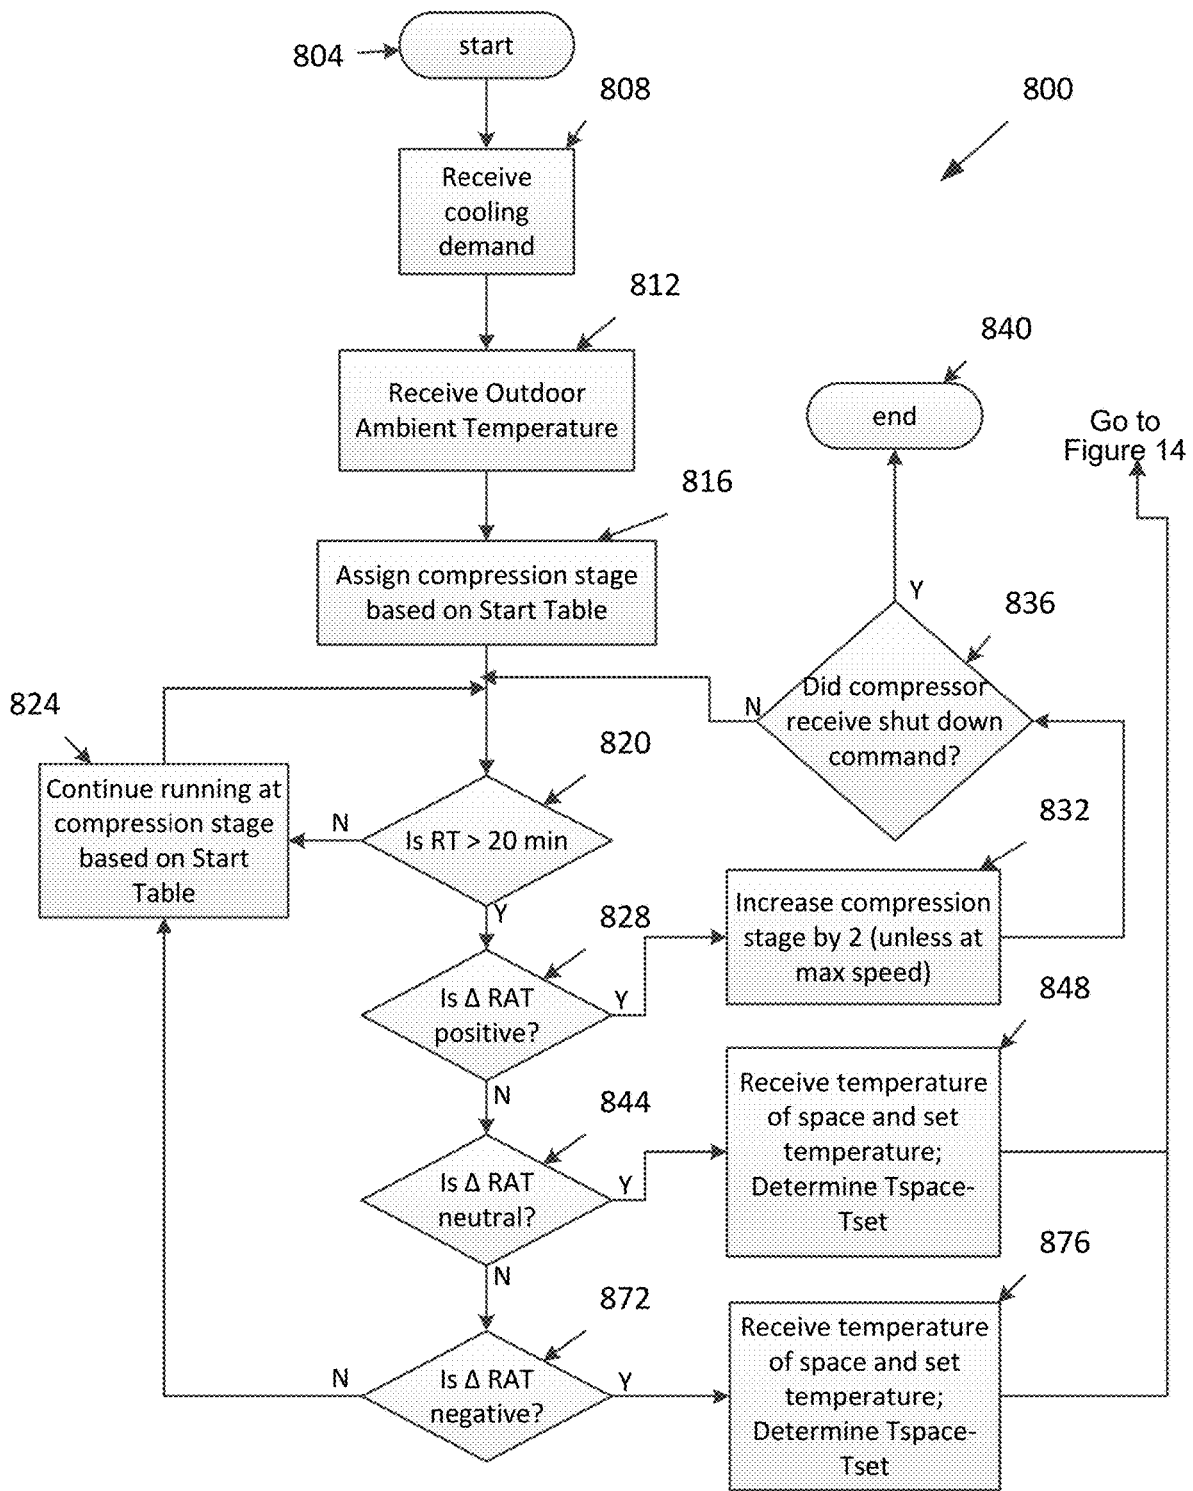 804
start
808
800
Receive
cooling
demand
812
Receive Outdoor
Ambient Temperature
840
end
Go to
Figure 14
816
Assign compression stage
based on Start Table
Y
836
Did compressor
receive shut down
command?
N
824
Continue running at
compression stage
based on Start
Table
820
N
Is RT > 20 min
Y
832
Increase compression
stage by 2 (unless at
max speed)
828
Is Δ RAT
positive?
Y
N
848
Receive temperature
of space and set
temperature;
Determine Tspace-
Tset
844
Is Δ RAT
neutral?
Y
N
876
Receive temperature
of space and set
temperature;
Determine Tspace-
Tset
872
N
Is Δ RAT
negative?
Y